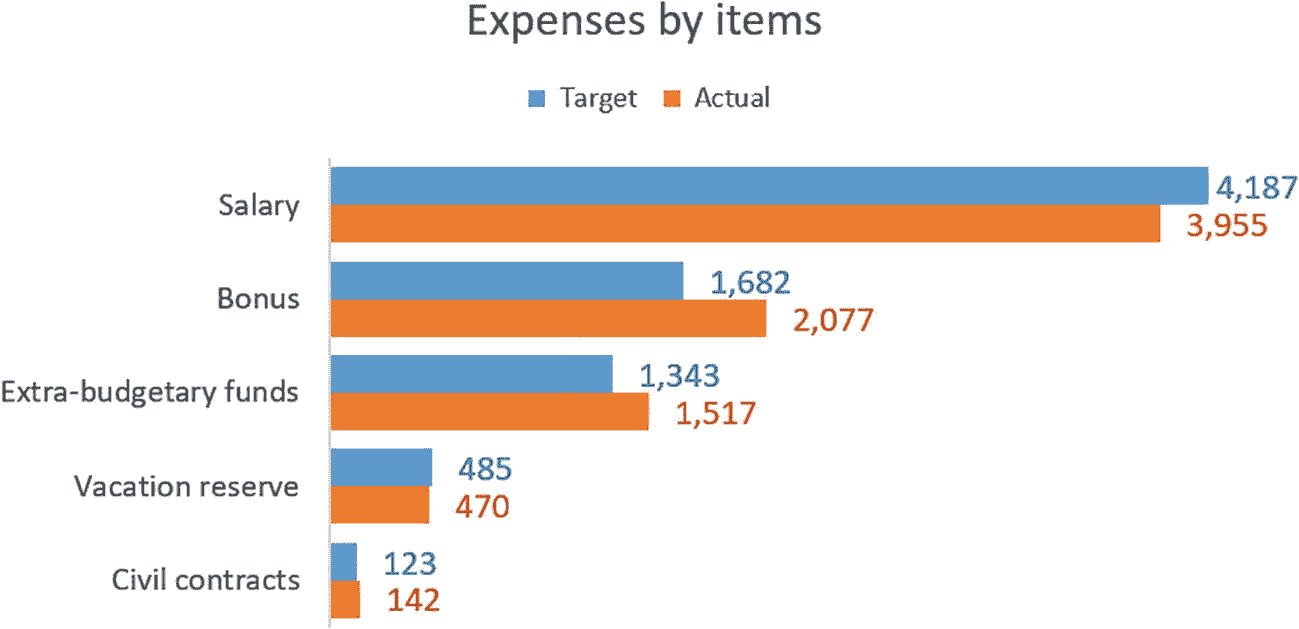 Expenses by items
Target Actual
Salary 4,187
3,955
Bonus 1,682
2,077
Extra-budgetary funds 1,343
1,517
Vacation reserve 485
470
Civil contracts 123
142